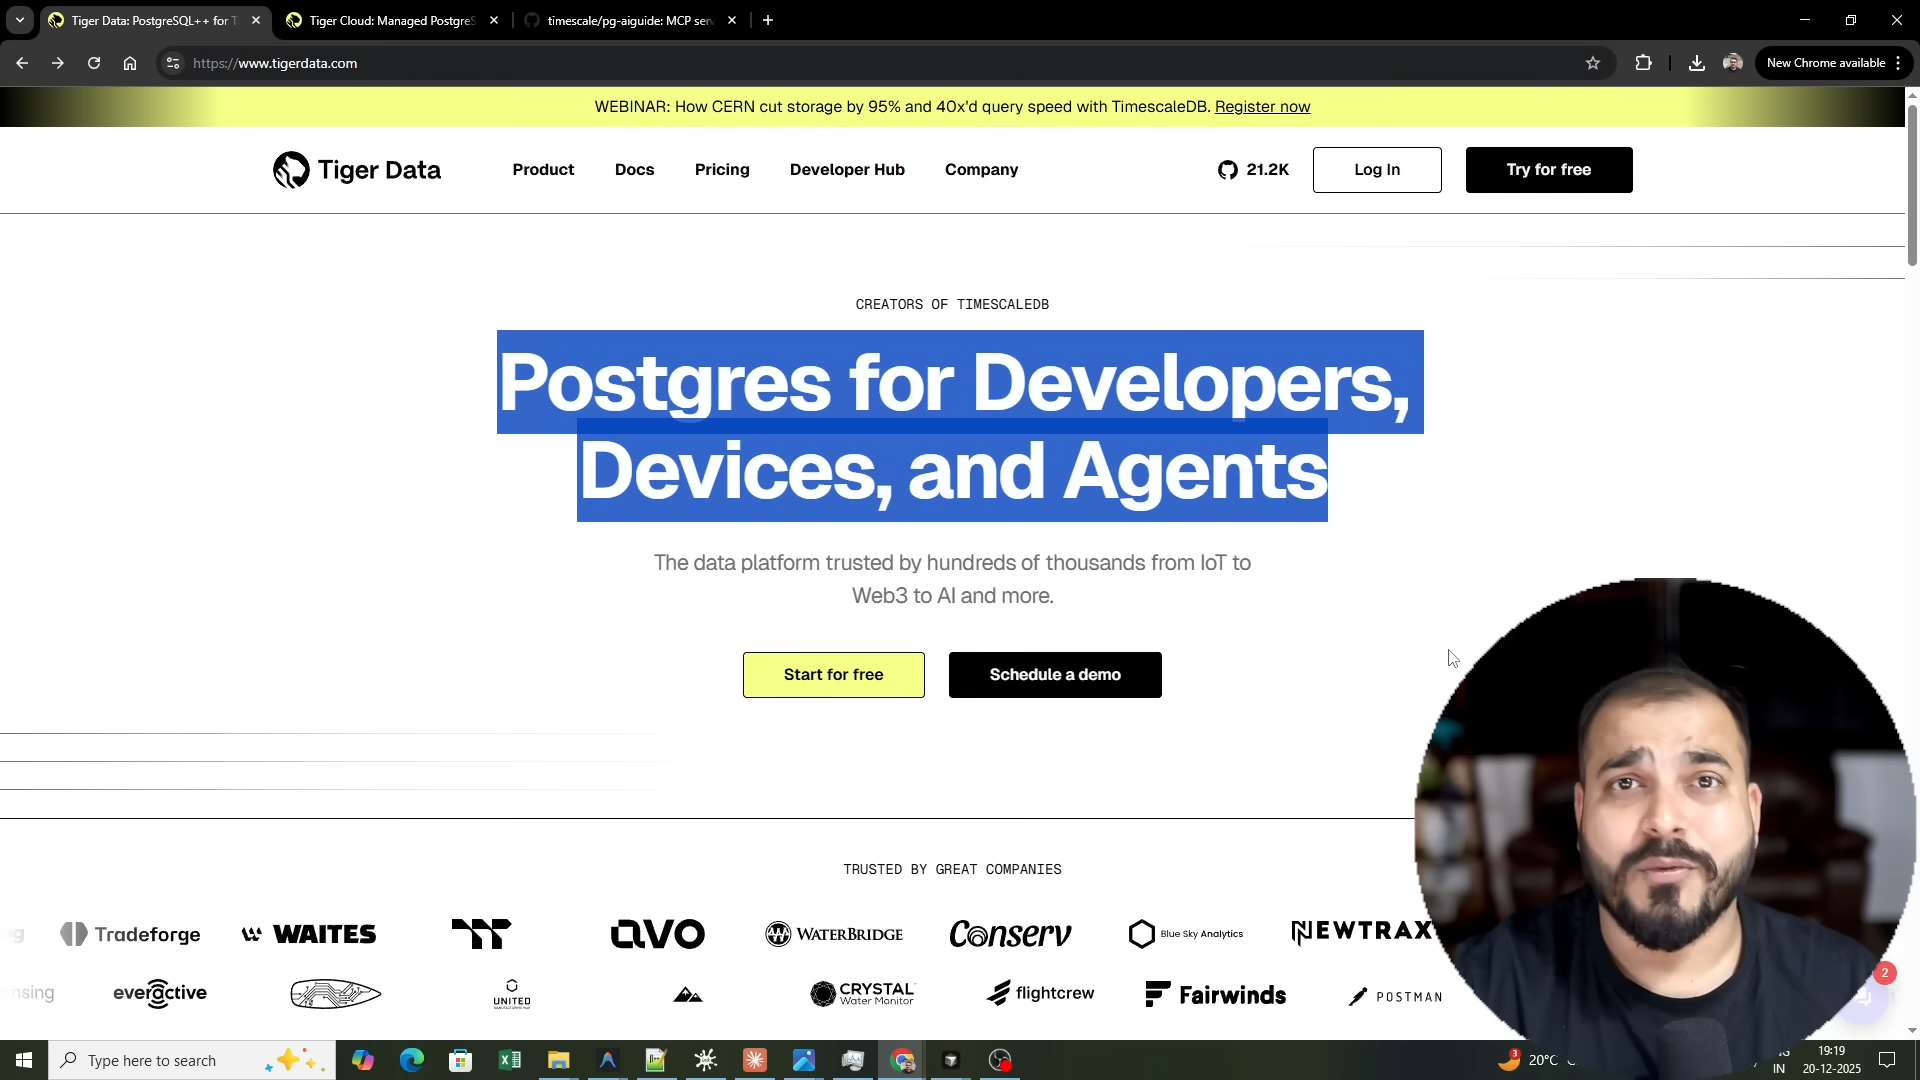 Tiger Data: PostgreSQL++ for T
Tiger Cloud: Managed PostgreS
timescale/pg-aiguide: MCP serv
https://www.tigerdata.com
New Chrome available
WEBINAR: How CERN cut storage by 95% and 40x'd query speed with TimescaleDB. Register now
Tiger Data
Product
Docs
Pricing
Developer Hub
Company
21.2K
Log In
Try for free
CREATORS OF TIMESCALEDB
Postgres for Developers,
Devices, and Agents
The data platform trusted by hundreds of thousands from IoT to
Web3 to AI and more.
Start for free
Schedule a demo
TRUSTED BY GREAT COMPANIES
Tradeforge
WAITES
AVO
WATERBRIDGE
Conserv
Blue Sky Analytics
NEWTRAX
nsing
everactive
UNITED
CRYSTAL
Water Monitor
flightcrew
Fairwinds
POSTMAN
2
Type here to search
3
20°C
IN
19:19
20-12-2025